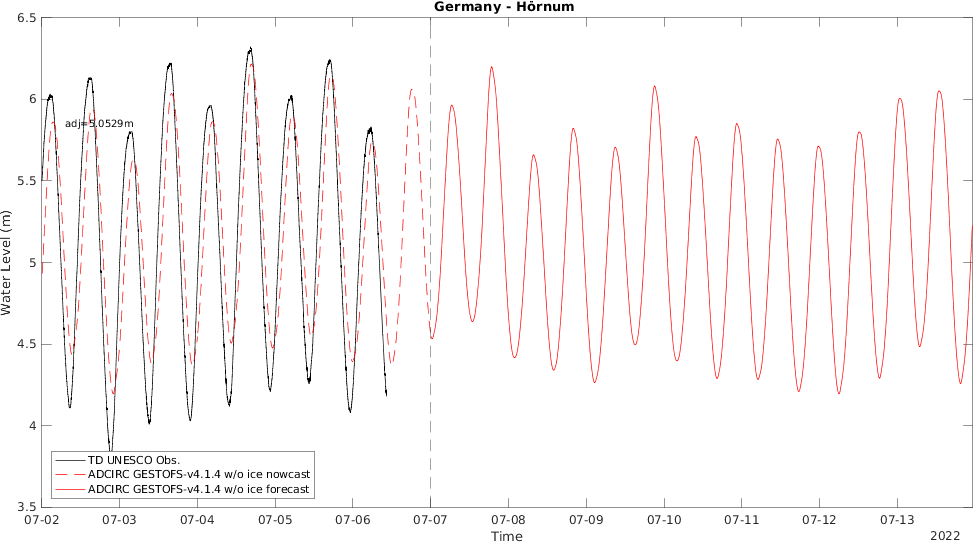 Germany - Hörnum
6.5
6
5.5
5
4.5
4
3.5
Water Level (m)
adj=5.0529m
TD UNESCO Obs.
ADCIRC GESTOFS-v4.1.4 w/o ice nowcast
ADCIRC GESTOFS-v4.1.4 w/o ice forecast
07-02 07-03 07-04 07-05 07-06 07-07 07-08 07-09 07-10 07-11 07-12 07-13
Time
2022